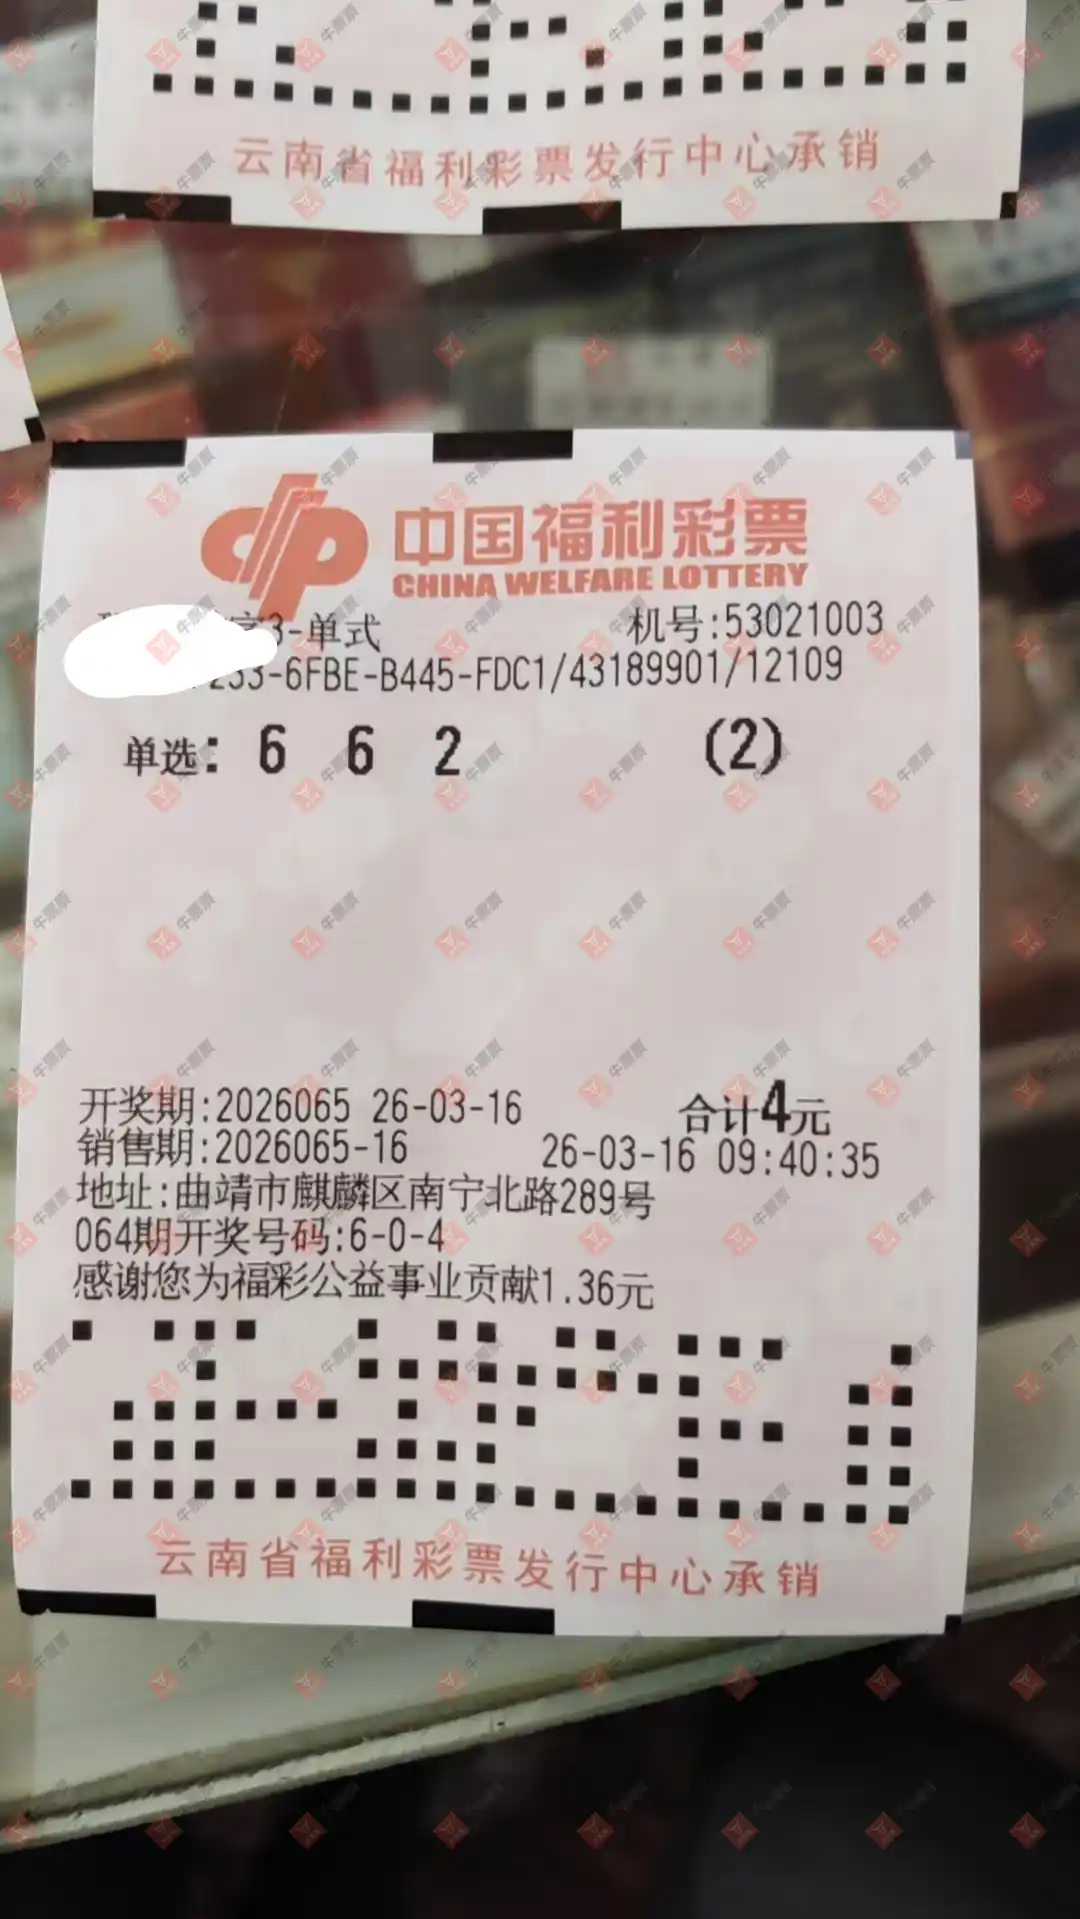 云南省福利彩票发行中心承销
中国福利彩票
CHINA WELFARE LOTTERY
3-单式 机号:53021003
-6FBE-B445-FDC1/43189901/12109
单选: 6 6 2 (2)
开奖期:2026065 26-03-16 合计4元
销售期:2026065-16 26-03-16 09:40:35
地址:曲靖市麒麟区南宁北路289号
064期开奖号码:6-0-4
感谢您为福彩公益事业贡献1.36元
云南省福利彩票发行中心承销
牛票票